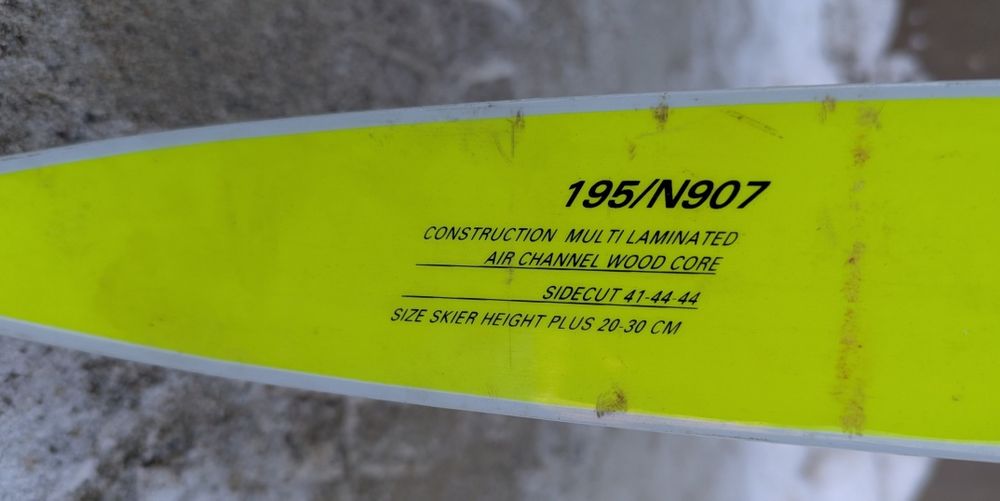 195/N907
CONSTRUCTION MULTI LAMINATED
AIR CHANNEL WOOD CORE
SIDECUT 41-44-44
SIZE SKIER HEIGHT PLUS 20-30 CM